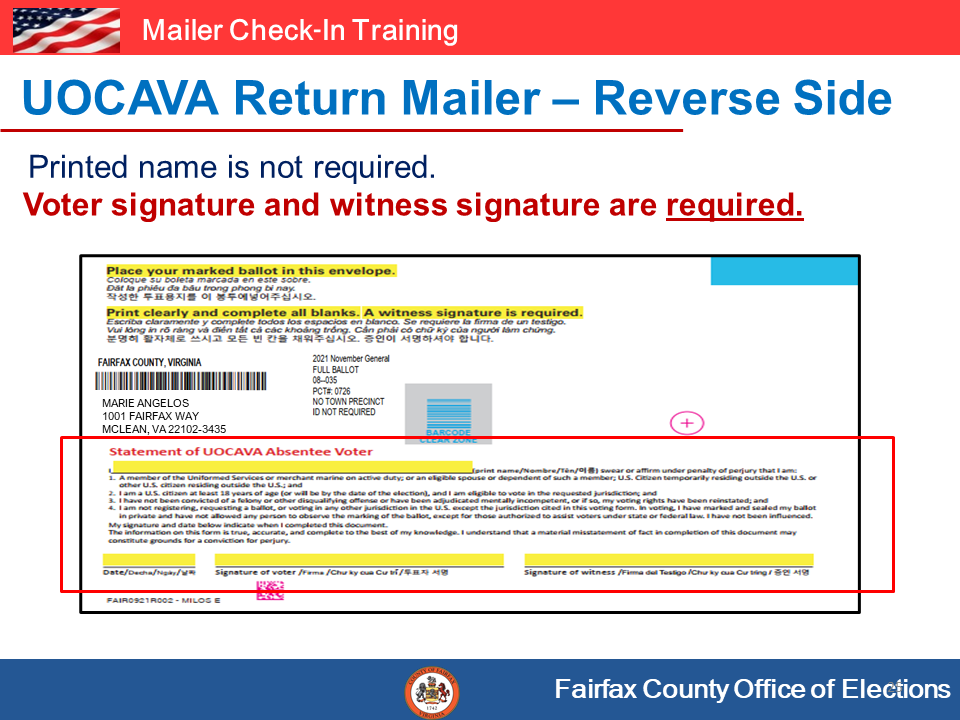 Mailer Check-In Training
UOCAVA Return Mailer – Reverse Side
Printed name is not required.
Voter signature and witness signature are required.
Place your marked ballot in this envelope.
Coloque su boleta marcada en este sobre.
Đặt lá phiếu đã bầu trong phong bì này.
작성한 투표용지를 이 봉투에넣어주십시오.
Print clearly and complete all blanks. A witness signature is required.
Escriba claramente y complete todos los espacios en blanco. Se requiere la firma de un testigo.
Vui lòng in rõ ràng và điền tất cả các khoảng trống. Cần phải có chữ ký của người làm chứng.
분명히 활자체로 쓰시고 모든 빈 칸을 채워주십시오. 증인이 서명하셔야 합니다.
FAIRFAX COUNTY, VIRGINIA
2021 November General
FULL BALLOT
08--035
PCT#: 0726
NO TOWN PRECINCT
ID NOT REQUIRED
MARIE ANGELOS
1001 FAIRFAX WAY
MCLEAN, VA 22102-3435
BARCODE
CLEAR ZONE
Statement of UOCAVA Absentee Voter
I (print name/Nombre/Tên/이름) swear or affirm under penalty of perjury that I am:
1. A member of the Uniformed Services or merchant marine on active duty; or an eligible spouse or dependent of such a member; U.S. Citizen temporarily residing outside the U.S. or
other U.S. citizen residing outside the U.S.; and
2. I am a U.S. citizen at least 18 years of age (or will be by the date of the election), and I am eligible to vote in the requested jurisdiction; and
3. I have not been convicted of a felony or other disqualifying offense or have been adjudicated mentally incompetent, or if so, my voting rights have been reinstated; and
4. I am not registering, requesting a ballot, or voting in any other jurisdiction in the U.S. except the jurisdiction cited in this voting form. In voting, I have marked and sealed my ballot
in private and have not allowed any person to observe the marking of the ballot, except for those authorized to assist voters under state or federal law. I have not been influenced.
My signature and date below indicate when I completed this document.
The information on this form is true, accurate, and complete to the best of my knowledge. I understand that a material misstatement of fact in completion of this document may
constitute grounds for a conviction for perjury.
Date/Decha/Ngày/날짜 Signature of voter /Firma /Chu ky cua Cu tri/투표자 서명 Signature of witness /Firma del Testigo /Chu ky cua Cu tring / 증인 서명
FAIR0921R002 - MILOS E
COUNTY OF FAIRFAX
1742
VIRGINIA
Fairfax County Office of Elections